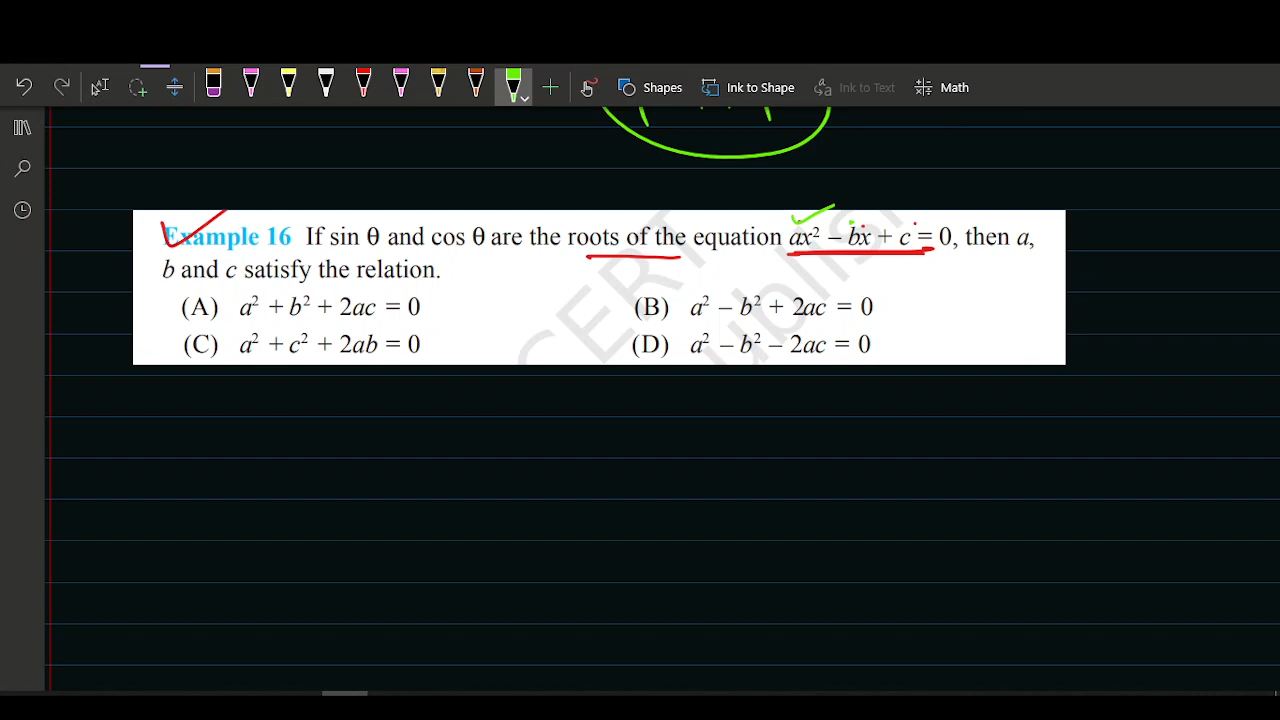 Shapes Ink to Shape Ink to Text Math
Example 16 If sin θ and cos θ are the roots of the equation ax² – bx + c = 0, then a,
b and c satisfy the relation.
(A) a² + b² + 2ac = 0 (B) a² – b² + 2ac = 0
(C) a² + c² + 2ab = 0 (D) a² – b² – 2ac = 0